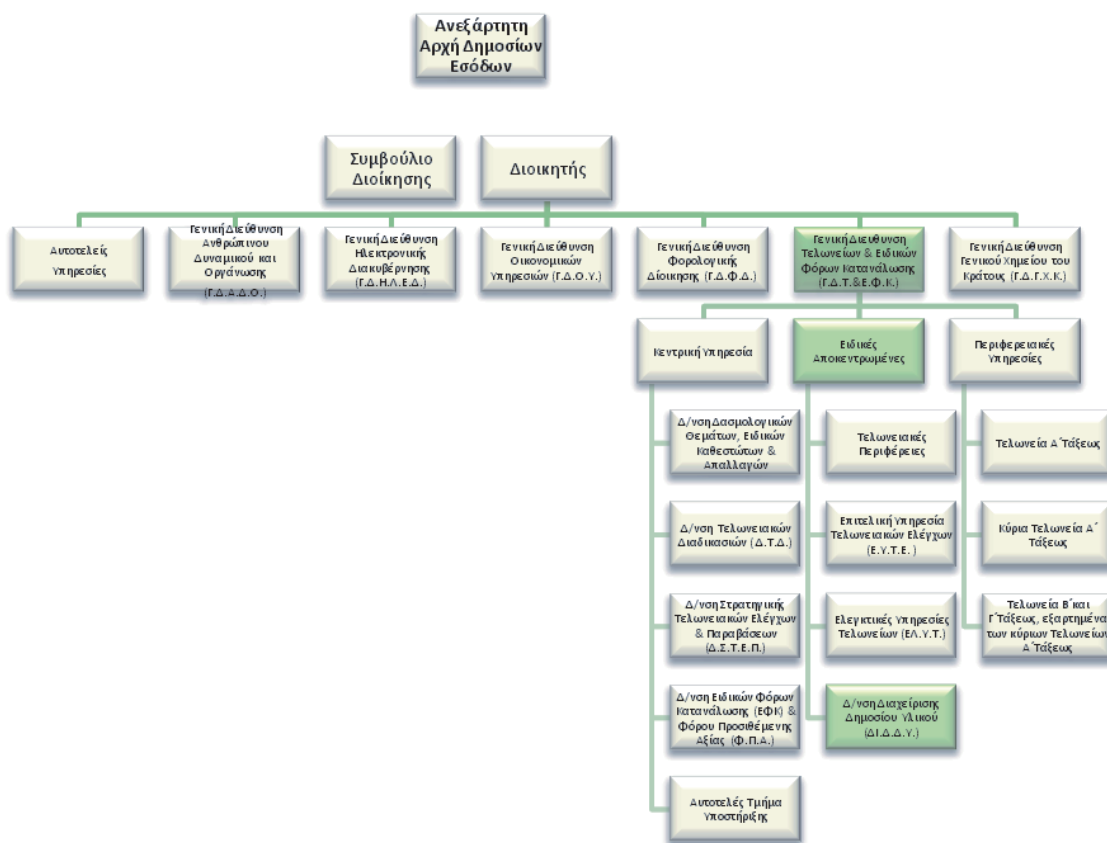 Ανεξάρτητη
Αρχή Δημοσίων
Εσόδων
Συμβούλιο
Διοίκησης
Διοικητής
Αυτοτελείς
Υπηρεσίες
Γενική Διεύθυνση
Ανθρώπινου
Δυναμικού και
Οργάνωσης
(Γ.Δ.Α.Δ.Ο.)
Γενική Διεύθυνση
Ηλεκτρονικής
Διακυβέρνησης
(Γ.Δ.Η.Λ.Ε.Δ.)
Γενική Διεύθυνση
Οικονομικών
Υπηρεσιών (Γ.Δ.Ο.Υ.)
Γενική Διεύθυνση
Φορολογικής
Δίοικησης (Γ.Δ.Φ.Δ.)
Γενική Διευθυνση
Τελωνείων & Ειδικών
Φόρων Κατανάλωσης
(Γ.Δ.Τ.&Ε.Φ.Κ.)
Γενική Διεύθυνση
Γενικού Χημείου του
Κράτους (Γ.Δ.Γ.Χ.Κ.)
Κεντρική Υπηρεσία
Ειδικές
Αποκεντρωμένες
Περιφερειακές
Υπηρεσίες
Δ/νση Δασμολογικών
Θεμάτων, Ειδικών
Καθεστώτων &
Απαλλαγών
Δ/νση Τελωνειακών
Διαδικασιών (Δ.Τ.Δ.)
Δ/νση Στρατηγικής
Τελωνειακών Ελέγχων
& Παραβάσεων
(Δ.Σ.Τ.Ε.Π.)
Δ/νση Ειδικών Φόρων
Κατανάλωσης (ΕΦΚ) &
Φόρου Προσιθέμενης
Αξίας (Φ.Π.Α.)
Αυτοτελές Τμήμα
Υποστήριξης
Τελωνειακές
Περιφέρειες
Επιτελική Υπηρεσία
Τελωνειακών Ελέγχων
(Ε.Υ.Τ.Ε. )
Ελεγκτικές Υπηρεσίες
Τελωνείων (ΕΛ.Υ.Τ.)
Δ/νση Διαχείρισης
Δημοσίου Υλικού
(ΔΙ.Δ.Δ.Υ.)
Τελωνεία Α΄Τάξεως
Κύρια Τελωνεία Α΄
Τάξεως
Τελωνεία Β΄και
Γ΄Τάξεως, εξαρτημένα
των κύριων Τελωνείων
Α΄Τάξεως